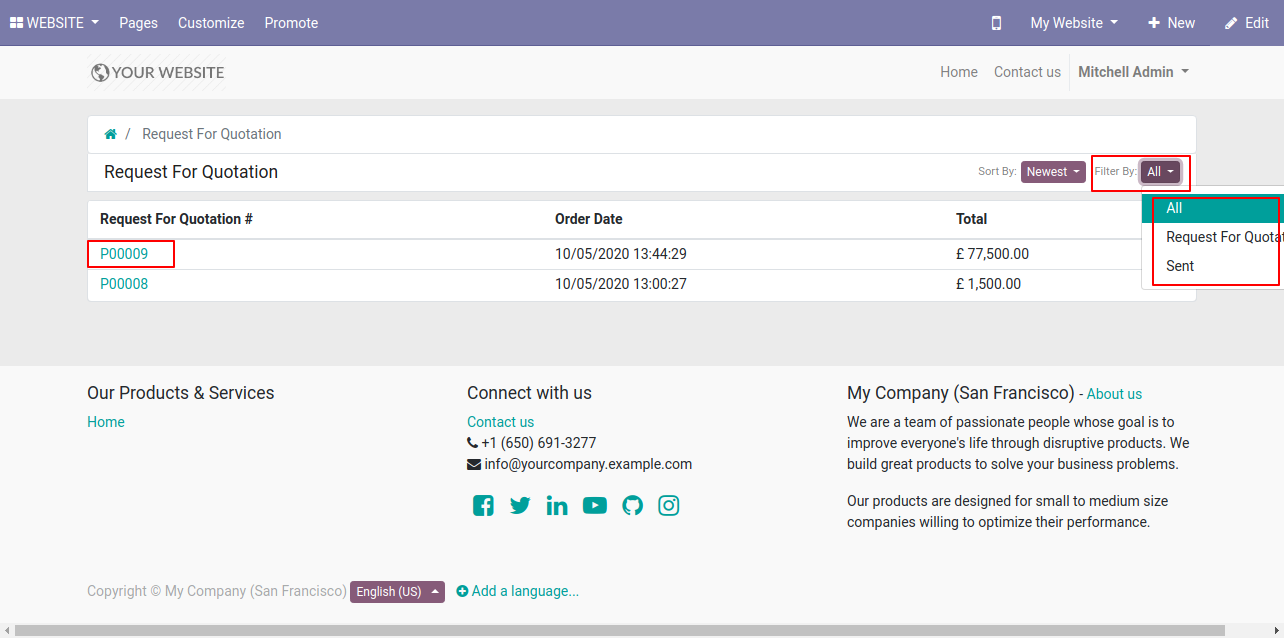 WEBSITE Pages Customize Promote My Website New Edit
YOUR WEBSITE Home Contact us Mitchell Admin
/ Request For Quotation
Request For Quotation Sort By: Newest Filter By: All
All
Request For Quotation # Order Date Total
Request For Quotat
P00009 10/05/2020 13:44:29 £ 77,500.00
Sent
P00008 10/05/2020 13:00:27 £ 1,500.00
Our Products & Services
Home
Connect with us
Contact us
+1 (650) 691-3277
info@yourcompany.example.com
My Company (San Francisco) - About us
We are a team of passionate people whose goal is to
improve everyone's life through disruptive products. We
build great products to solve your business problems.
Our products are designed for small to medium size
companies willing to optimize their performance.
Copyright © My Company (San Francisco) English (US) Add a language...